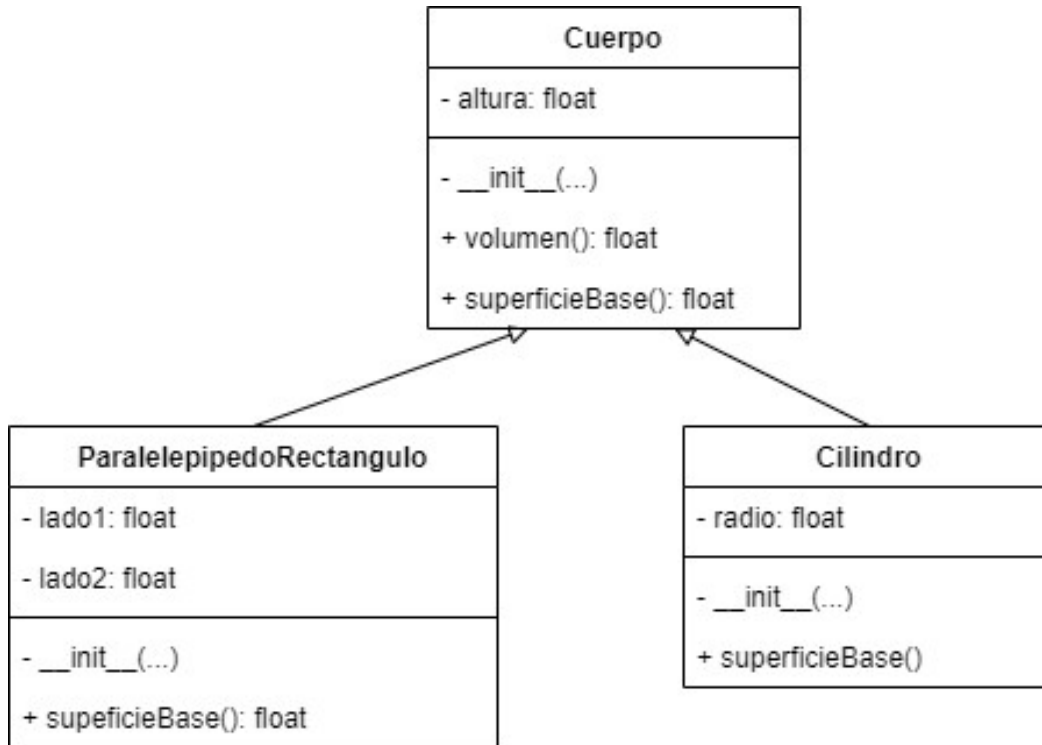 Cuerpo
- altura: float
- __init__(...)
+ volumen(): float
+ superficieBase(): float
ParalelepipedoRectangulo
- lado1: float
- lado2: float
- __init__(...)
+ supeficieBase(): float
Cilindro
- radio: float
- __init__(...)
+ superficieBase()